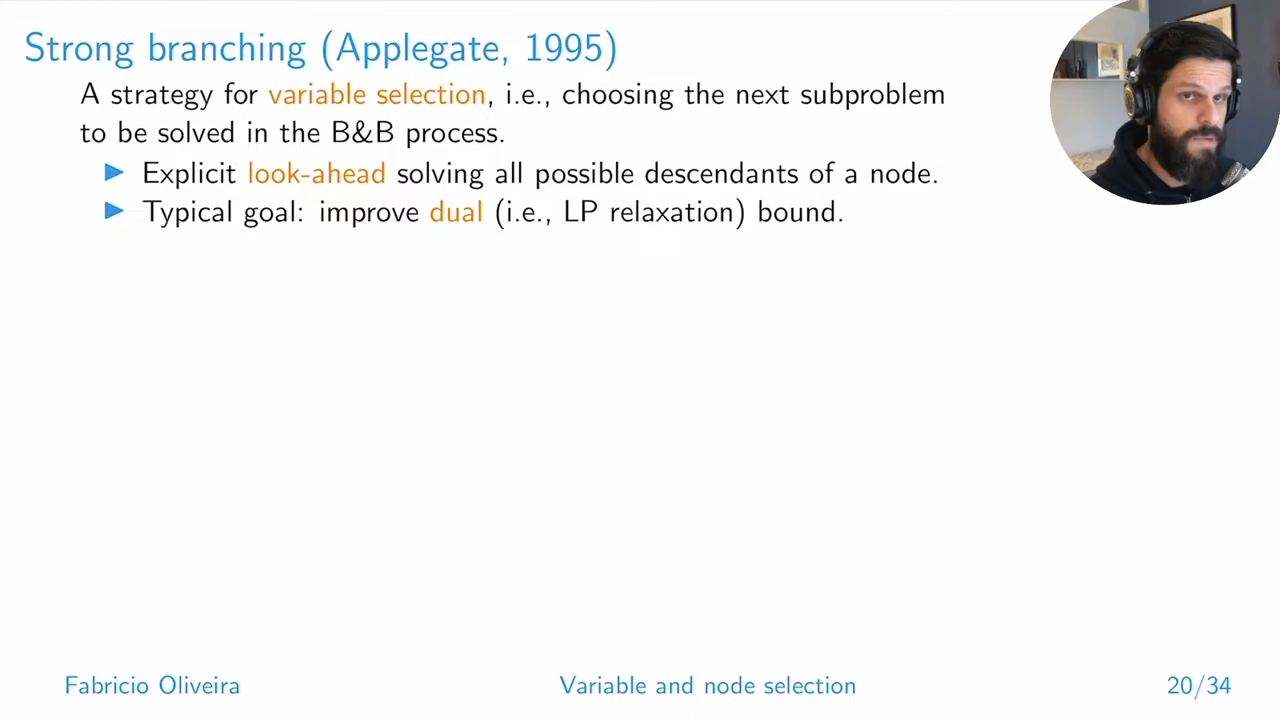 Strong branching (Applegate, 1995)
A strategy for variable selection, i.e., choosing the next subproblem
to be solved in the B&B process.
▶ Explicit look-ahead solving all possible descendants of a node.
▶ Typical goal: improve dual (i.e., LP relaxation) bound.
Fabricio Oliveira Variable and node selection 20/34